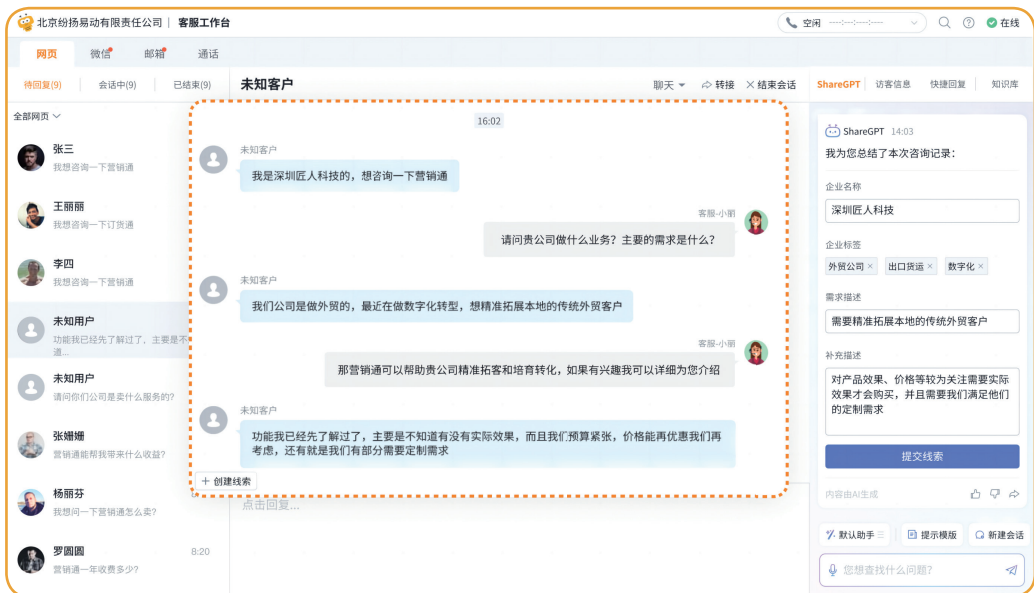 北京纷扬易动有限责任公司 | 客服工作台
空闲 ----:---:----:----
在线
网页 微信 邮箱 通话
待回复(9) 会话中(9) 已结束(9)
未知客户
聊天 转接 结束会话
ShareGPT 访客信息 快捷回复 知识库
全部网页
张三
我想咨询一下营销通
王丽丽
我想咨询一下订货通
李四
我想咨询一下营销通
未知用户
功能我已经先了解过了，主要是不知
道...
未知用户
请问你们公司是卖什么服务的?
张姗姗
营销通能帮我带来什么收益?
杨丽芬
我想问一下营销通怎么卖?
罗圆圆
8:20
营销通一年收费多少?
16:02
未知客户
我是深圳匠人科技的，想咨询一下营销通
客服-小丽
请问贵公司做什么业务？主要的需求是什么？
未知客户
我们公司是做外贸的，最近在做数字化转型，想精准拓展本地的传统外贸客户
客服-小丽
那营销通可以帮助贵公司精准拓客和培育转化，如果有兴趣我可以详细为您介绍
未知客户
功能我已经先了解过了，主要是不知道有没有实际效果，而且我们预算紧张，价格能再优惠我们再
考虑，还有就是我们有部分需要定制需求
+ 创建线索
点击回复...
ShareGPT 14:03
我为您总结了本次咨询记录：
企业名称
深圳匠人科技
企业标签
外贸公司 × 出口货运 × 数字化 ×
需求描述
需要精准拓展本地的传统外贸客户
补充描述
对产品效果、价格等较为关注需要实际
效果才会购买，并且需要我们满足他们
的定制需求
提交线索
内容由AI生成
默认助手 提示模版 新建会话
您想查找什么问题?